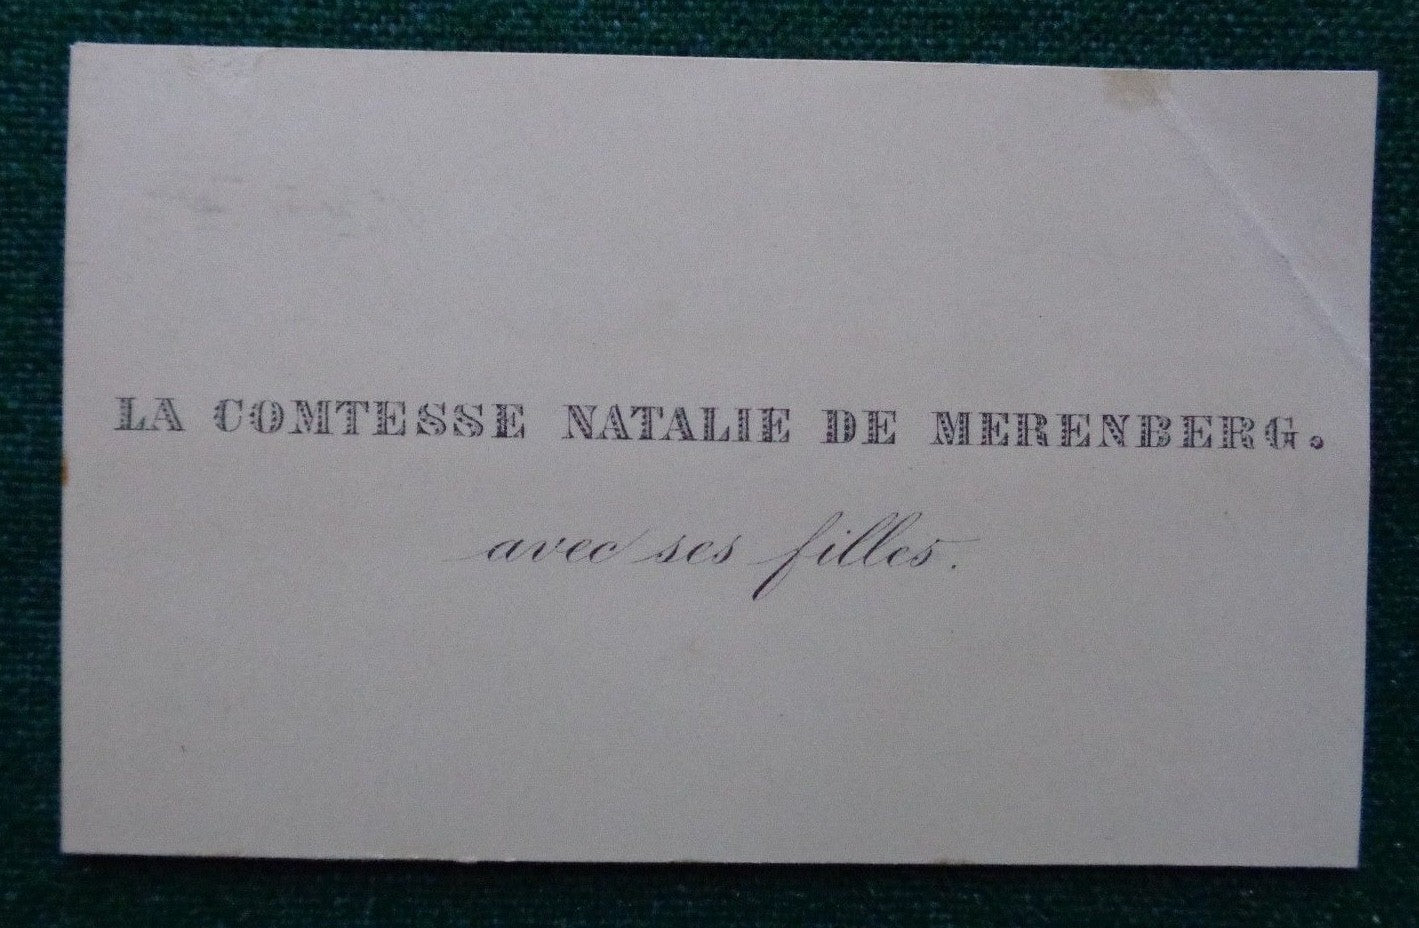 LA COMTESSE NATALIE DE MERENBERG.
avec ses filles.